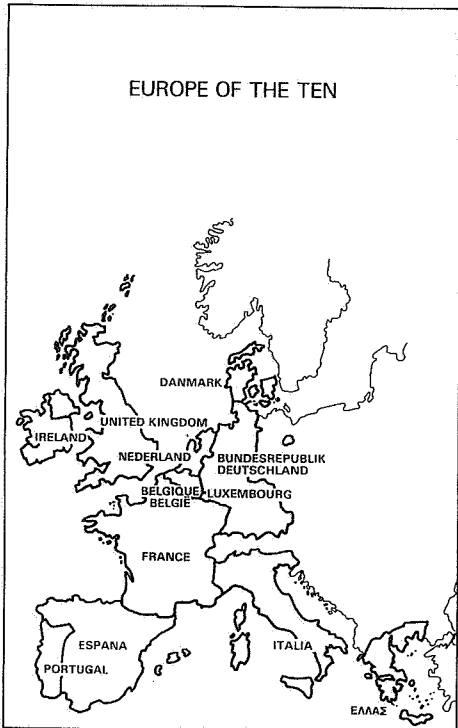 EUROPE OF THE TEN
DANMARK
UNITED KINGDOM
IRELAND
NEDERLAND
BUNDESREPUBLIK
DEUTSCHLAND
BELGIQUE
BELGIË
LUXEMBOURG
FRANCE
ESPANA
PORTUGAL
ITALIA
ΕΛΛΑΣ